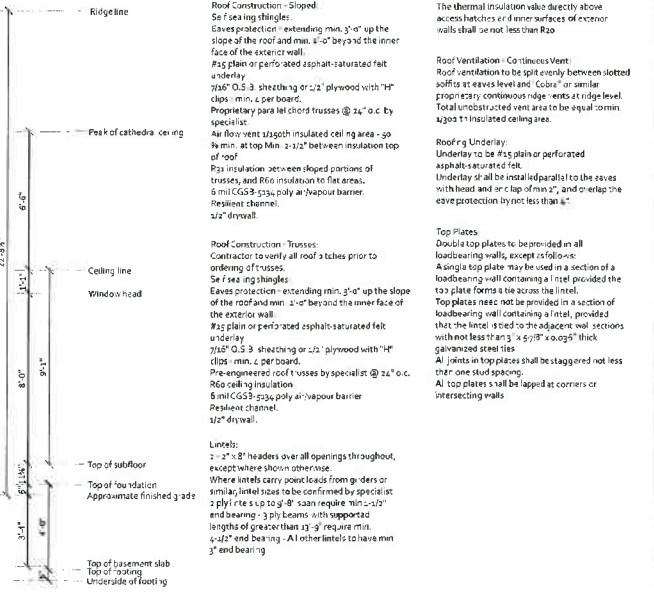 Ridgeline
Peak of cathedral ceiling
Ceiling line
Window head
Top of subfloor
Top of foundation
Approximate finished grade
Top of basement slab
Top of footing
Underside of footing
6'-6"
1'-1"
8'-0"
9'-1"
3'-4"
4'-0"
Roof Construction - Sloped:
Self sealing shingles.
Eaves protection - extending min. 3'-0" up the
slope of the roof and min. beyond the inner
face of the exterior wall.
#15 plain or perforated asphalt-saturated felt
underlay
7/16" O.S.B. sheathing or 1/2" plywood with "H"
clips - min. 4 per board.
Proprietary parallel chord trusses @ 24" o.c. by
specialist.
Air flow vent 1/150th insulated ceiling area - 50
% min. at top Min. 2-1/2" between insulation top
of roof
R31 insulation between sloped portions of
trusses, and R60 insulation to flat areas.
6 mil CGSB-5134 poly air/vapour barrier.
Resilient channel.
1/2" drywall.
Roof Construction - Trusses:
Contractor to verify all roof pitches prior to
ordering of trusses.
Self sealing shingles
Eaves protection - extending min. 3'-0" up the slope
of the roof and min. 1'-0" beyond the inner face of
the exterior wall
#15 plain or perforated asphalt-saturated felt
underlay
7/16" O.S.B. sheathing or 1/2" plywood with "H"
clips - min. 4 per board.
Pre-engineered roof trusses by specialist @ 24" o.c.
R60 ceiling insulation
6 mil CGSB-5134 poly air/vapour barrier
Resilient channel.
1/2" drywall.
Lintels:
2 - 2" x 8" headers over all openings throughout,
except where shown otherwise.
Where lintels carry point loads from girders or
similar, lintel sizes to be confirmed by specialist
2 ply lintels up to 9'-8" span require min 1-1/2"
end bearing - 3 ply beams with supported
lengths of greater than 13'-9" require min.
4-1/2" end bearing - All other lintels to have min
3" end bearing
The thermal insulation value directly above
access hatches and inner surfaces of exterior
walls shall be not less than R20
Roof Ventilation - Continuous Vent:
Roof ventilation to be split evenly between slotted
soffits at eaves level and "Cobra" or similar
proprietary continuous ridge vents at ridge level.
Total unobstructed vent area to be equal to min.
1/300 th insulated ceiling area.
Roofing Underlay:
Underlay to be #15 plain or perforated
asphalt-saturated felt.
Underlay shall be installed parallel to the eaves
with head and end lap of min 2", and overlap the
eave protection by not less than 4".
Top Plates:
Double top plates to be provided in all
loadbearing walls, except as follows:
A single top plate may be used in a section of a
loadbearing wall containing a lintel provided the
top plate forms a tie across the lintel.
Top plates need not be provided in a section of
loadbearing wall containing a lintel, provided
that the lintel is tied to the adjacent wall sections
with not less than 3" x 5-7/8" x 0.036" thick
galvanized steel ties
All joints in top plates shall be staggered not less
than one stud spacing.
All top plates shall be lapped at corners or
intersecting walls